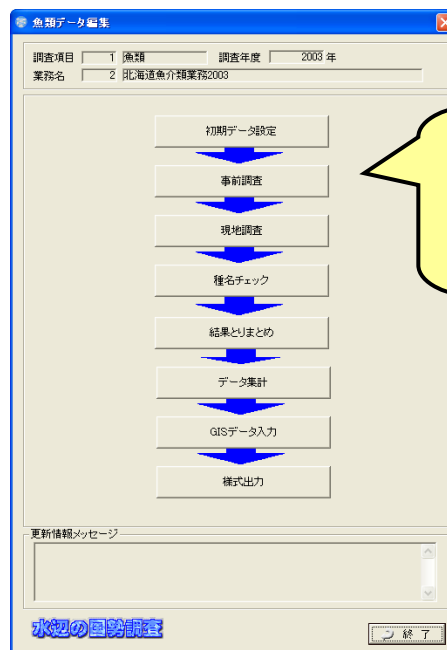 魚類データ編集
調査項目 1 魚類 調査年度 2003 年
業務名 2 北海道魚介類業務2003
初期データ設定
事前調査
現地調査
種名チェック
結果とりまとめ
データ集計
GISデータ入力
様式出力
更新情報メッセージ
水辺の国勢調査
終 了